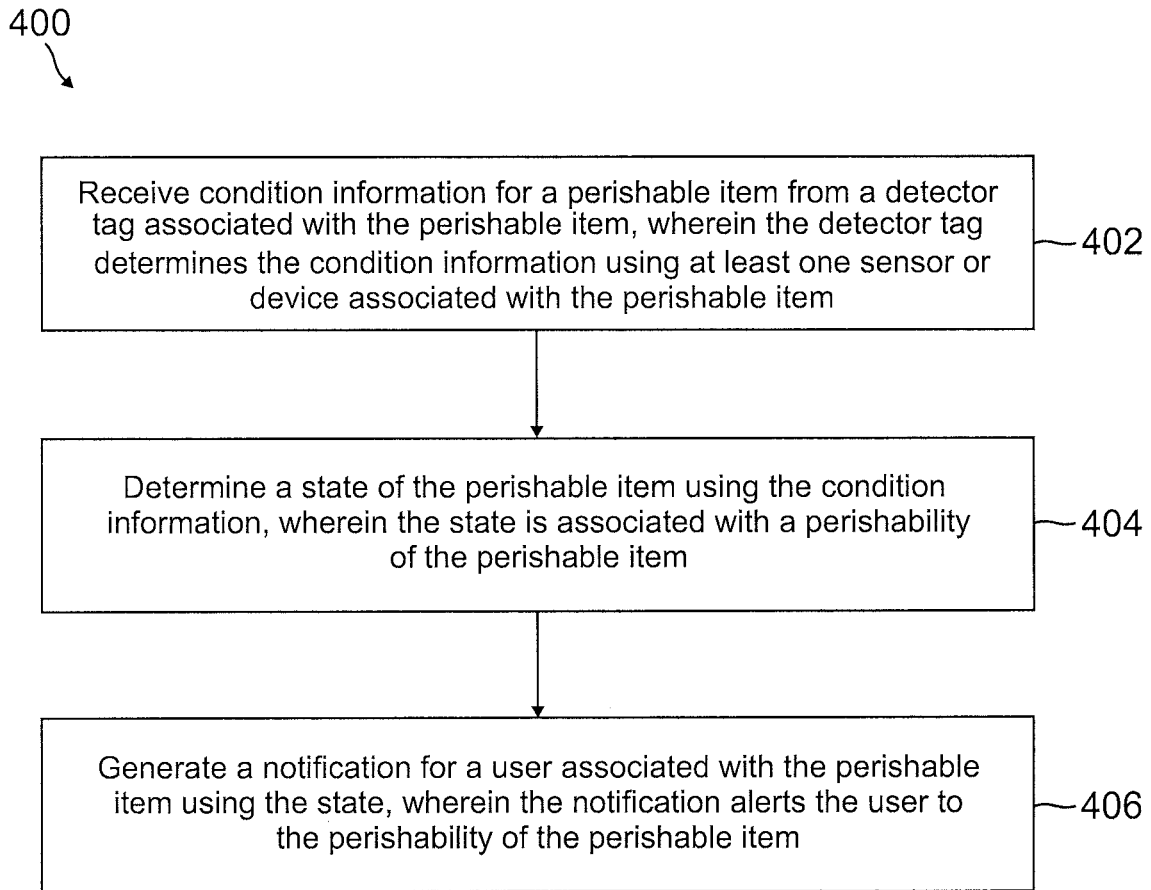 400
Receive condition information for a perishable item from a detector
tag associated with the perishable item, wherein the detector tag
determines the condition information using at least one sensor or
device associated with the perishable item
402
Determine a state of the perishable item using the condition
information, wherein the state is associated with a perishability
of the perishable item
404
Generate a notification for a user associated with the perishable
item using the state, wherein the notification alerts the user to
the perishability of the perishable item
406